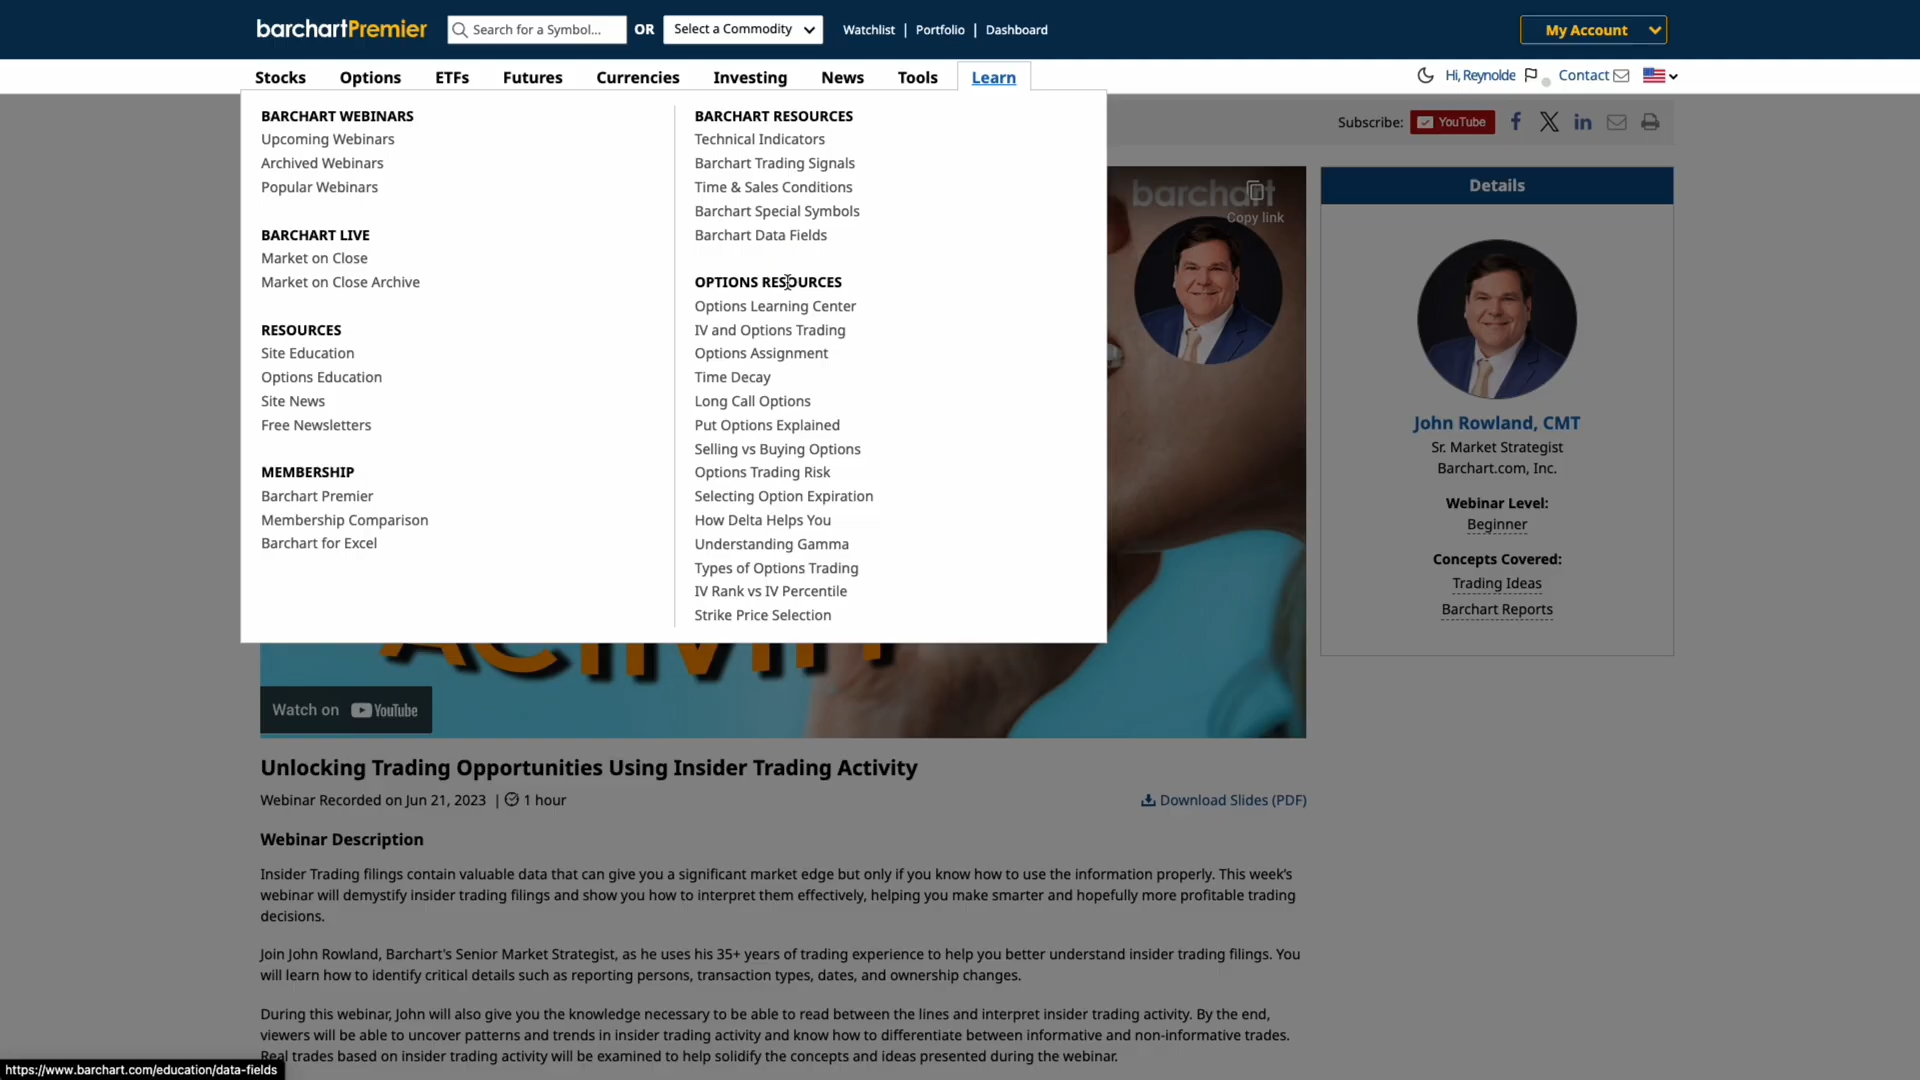 barchartPremier
Search for a Symbol...
OR
Select a Commodity
Watchlist | Portfolio | Dashboard
My Account
Stocks
Options
ETFs
Futures
Currencies
Investing
News
Tools
Learn
Hi, Reynolde
Contact
BARCHART WEBINARS
Upcoming Webinars
Archived Webinars
Popular Webinars
BARCHART LIVE
Market on Close
Market on Close Archive
RESOURCES
Site Education
Options Education
Site News
Free Newsletters
MEMBERSHIP
Barchart Premier
Membership Comparison
Barchart for Excel
BARCHART RESOURCES
Technical Indicators
Barchart Trading Signals
Time & Sales Conditions
Barchart Special Symbols
Barchart Data Fields
OPTIONS RESOURCES
Options Learning Center
IV and Options Trading
Options Assignment
Time Decay
Long Call Options
Put Options Explained
Selling vs Buying Options
Options Trading Risk
Selecting Option Expiration
How Delta Helps You
Understanding Gamma
Types of Options Trading
IV Rank vs IV Percentile
Strike Price Selection
Subscribe:
YouTube
barchart
Copy link
Details
John Rowland, CMT
Sr. Market Strategist
Barchart.com, Inc.
Webinar Level:
Beginner
Concepts Covered:
Trading Ideas
Barchart Reports
ACTIVITY
Watch on YouTube
Unlocking Trading Opportunities Using Insider Trading Activity
Webinar Recorded on Jun 21, 2023 | 1 hour
Download Slides (PDF)
Webinar Description
Insider Trading filings contain valuable data that can give you a significant market edge but only if you know how to use the information properly. This week's
webinar will demystify insider trading filings and show you how to interpret them effectively, helping you make smarter and hopefully more profitable trading
decisions.
Join John Rowland, Barchart's Senior Market Strategist, as he uses his 35+ years of trading experience to help you better understand insider trading filings. You
will learn how to identify critical details such as reporting persons, transaction types, dates, and ownership changes.
During this webinar, John will also give you the knowledge necessary to be able to read between the lines and interpret insider trading activity. By the end,
viewers will be able to uncover patterns and trends in insider trading activity and know how to differentiate between informative and non-informative trades.
Real trades based on insider trading activity will be examined to help solidify the concepts and ideas presented during the webinar.
https://www.barchart.com/education/data-fields